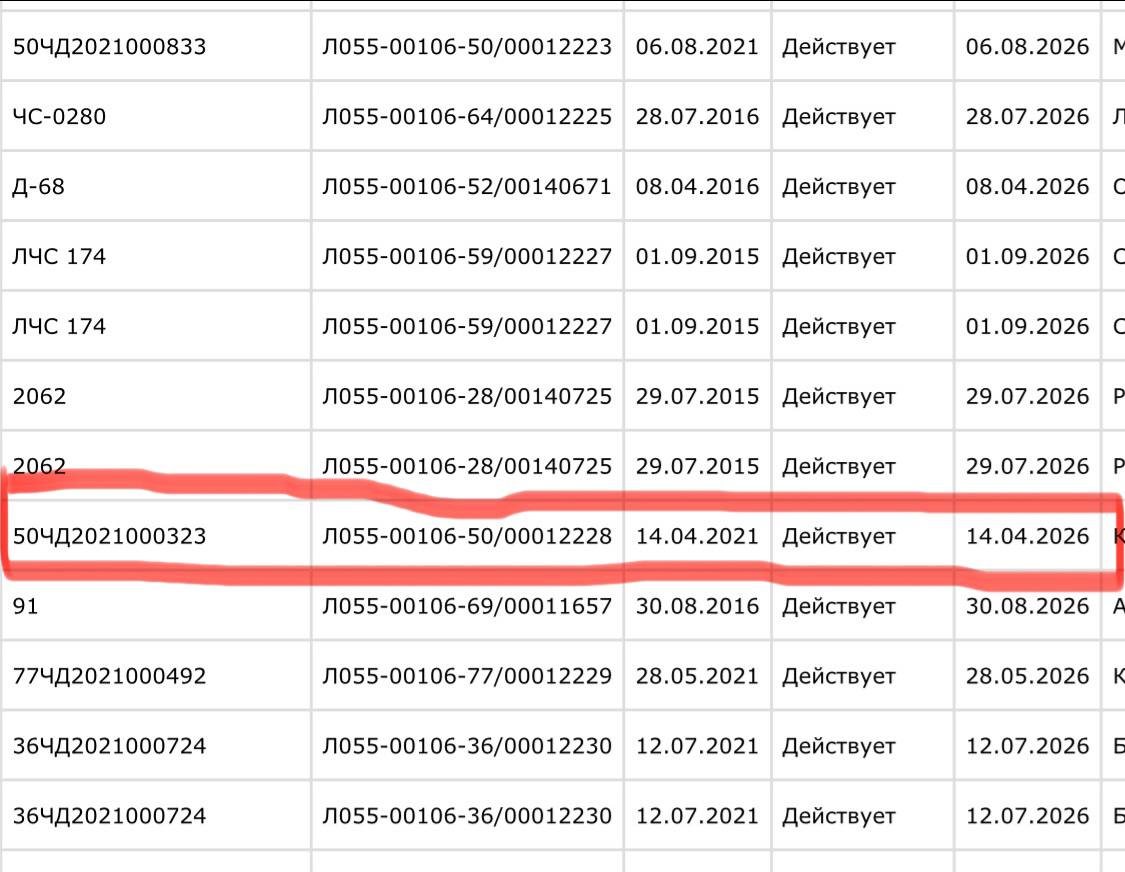 50ЧД2021000833 Л055-00106-50/00012223 06.08.2021 Действует 06.08.2026
ЧС-0280 Л055-00106-64/00012225 28.07.2016 Действует 28.07.2026
Д-68 Л055-00106-52/00140671 08.04.2016 Действует 08.04.2026
ЛЧС 174 Л055-00106-59/00012227 01.09.2015 Действует 01.09.2026
ЛЧС 174 Л055-00106-59/00012227 01.09.2015 Действует 01.09.2026
2062 Л055-00106-28/00140725 29.07.2015 Действует 29.07.2026
2062 Л055-00106-28/00140725 29.07.2015 Действует 29.07.2026
50ЧД2021000323 Л055-00106-50/00012228 14.04.2021 Действует 14.04.2026
91 Л055-00106-69/00011657 30.08.2016 Действует 30.08.2026
77ЧД2021000492 Л055-00106-77/00012229 28.05.2021 Действует 28.05.2026
36ЧД2021000724 Л055-00106-36/00012230 12.07.2021 Действует 12.07.2026
36ЧД2021000724 Л055-00106-36/00012230 12.07.2021 Действует 12.07.2026